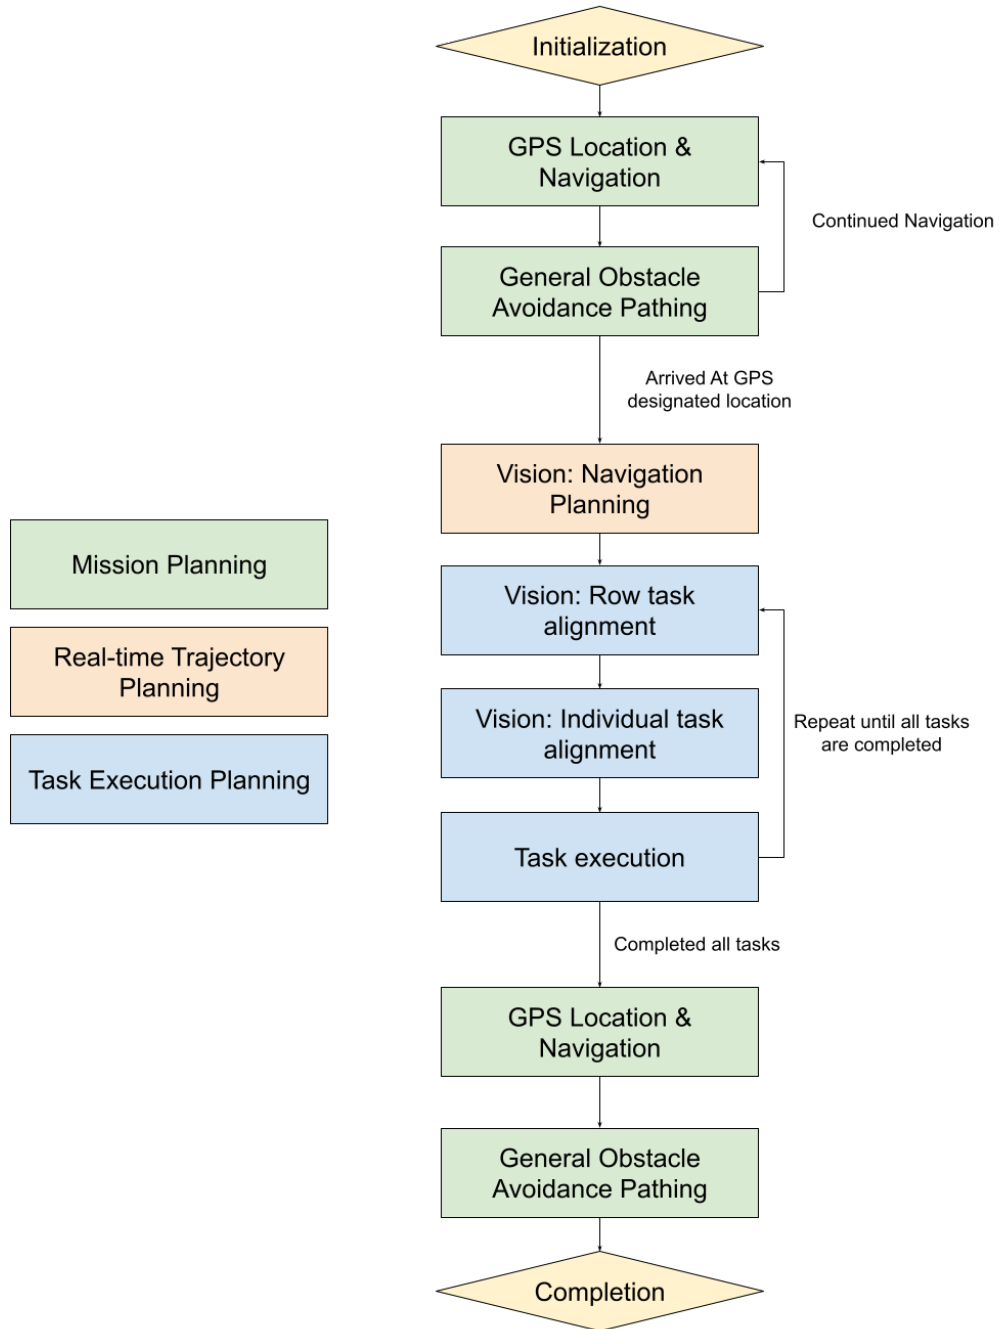 Initialization
GPS Location &
Navigation
Continued Navigation
General Obstacle
Avoidance Pathing
Arrived At GPS
designated location
Vision: Navigation
Planning
Mission Planning
Vision: Row task
alignment
Real-time Trajectory
Planning
Vision: Individual task
alignment
Repeat until all tasks
are completed
Task Execution Planning
Task execution
Completed all tasks
GPS Location &
Navigation
General Obstacle
Avoidance Pathing
Completion